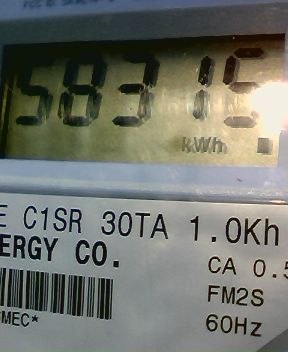 58315
kWh
E C1SR 30TA 1.0Kh
ERGY CO.
CA 0.5
FM2S
MEC*
60Hz